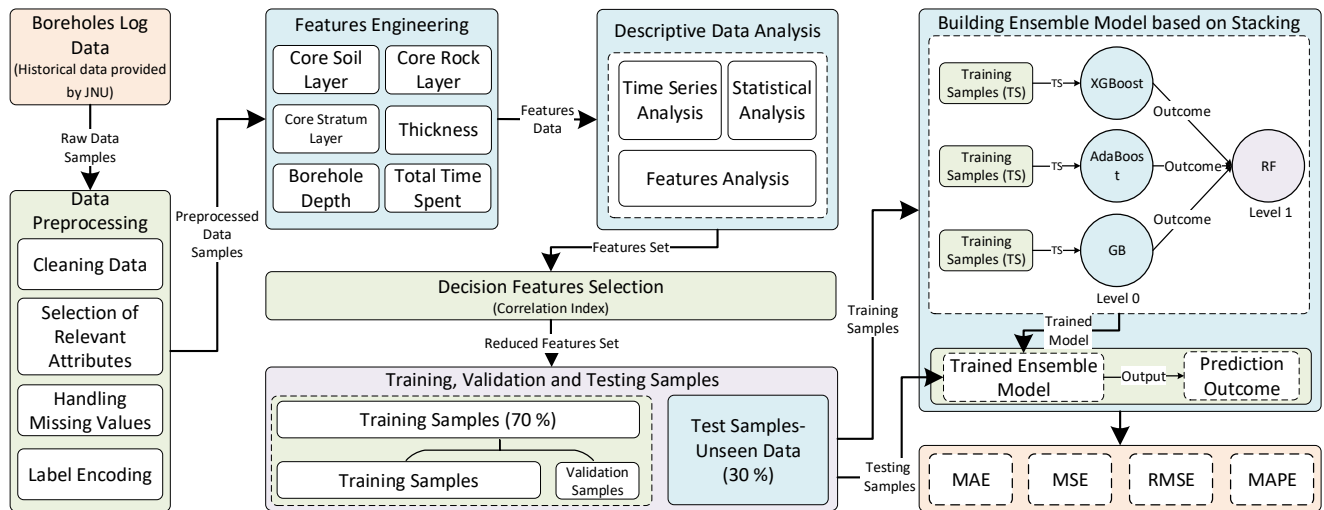 Boreholes Log
Data
(Historical data provided
by JNU)
Raw Data
Samples
Data
Preprocessing
Cleaning Data
Selection of
Relevant
Attributes
Handling
Missing Values
Label Encoding
Preprocessed
Data
Samples
Features Engineering
Core Soil
Layer
Core Rock
Layer
Core Stratum
Layer
Thickness
Borehole
Depth
Total Time
Spent
Features
Data
Descriptive Data Analysis
Time Series
Analysis
Statistical
Analysis
Features Analysis
Features Set
Decision Features Selection
(Correlation Index)
Reduced Features Set
Training, Validation and Testing Samples
Training Samples (70 %)
Training Samples
Validation
Samples
Test Samples-
Unseen Data
(30 %)
Training
Samples
Testing
Samples
Building Ensemble Model based on Stacking
Training
Samples (TS)
TS
XGBoost
Outcome
Training
Samples (TS)
TS
AdaBoos
t
Outcome
RF
Level 1
Training
Samples (TS)
TS
GB
Outcome
Level 0
Trained
Model
Trained Ensemble
Model
Output
Prediction
Outcome
MAE
MSE
RMSE
MAPE